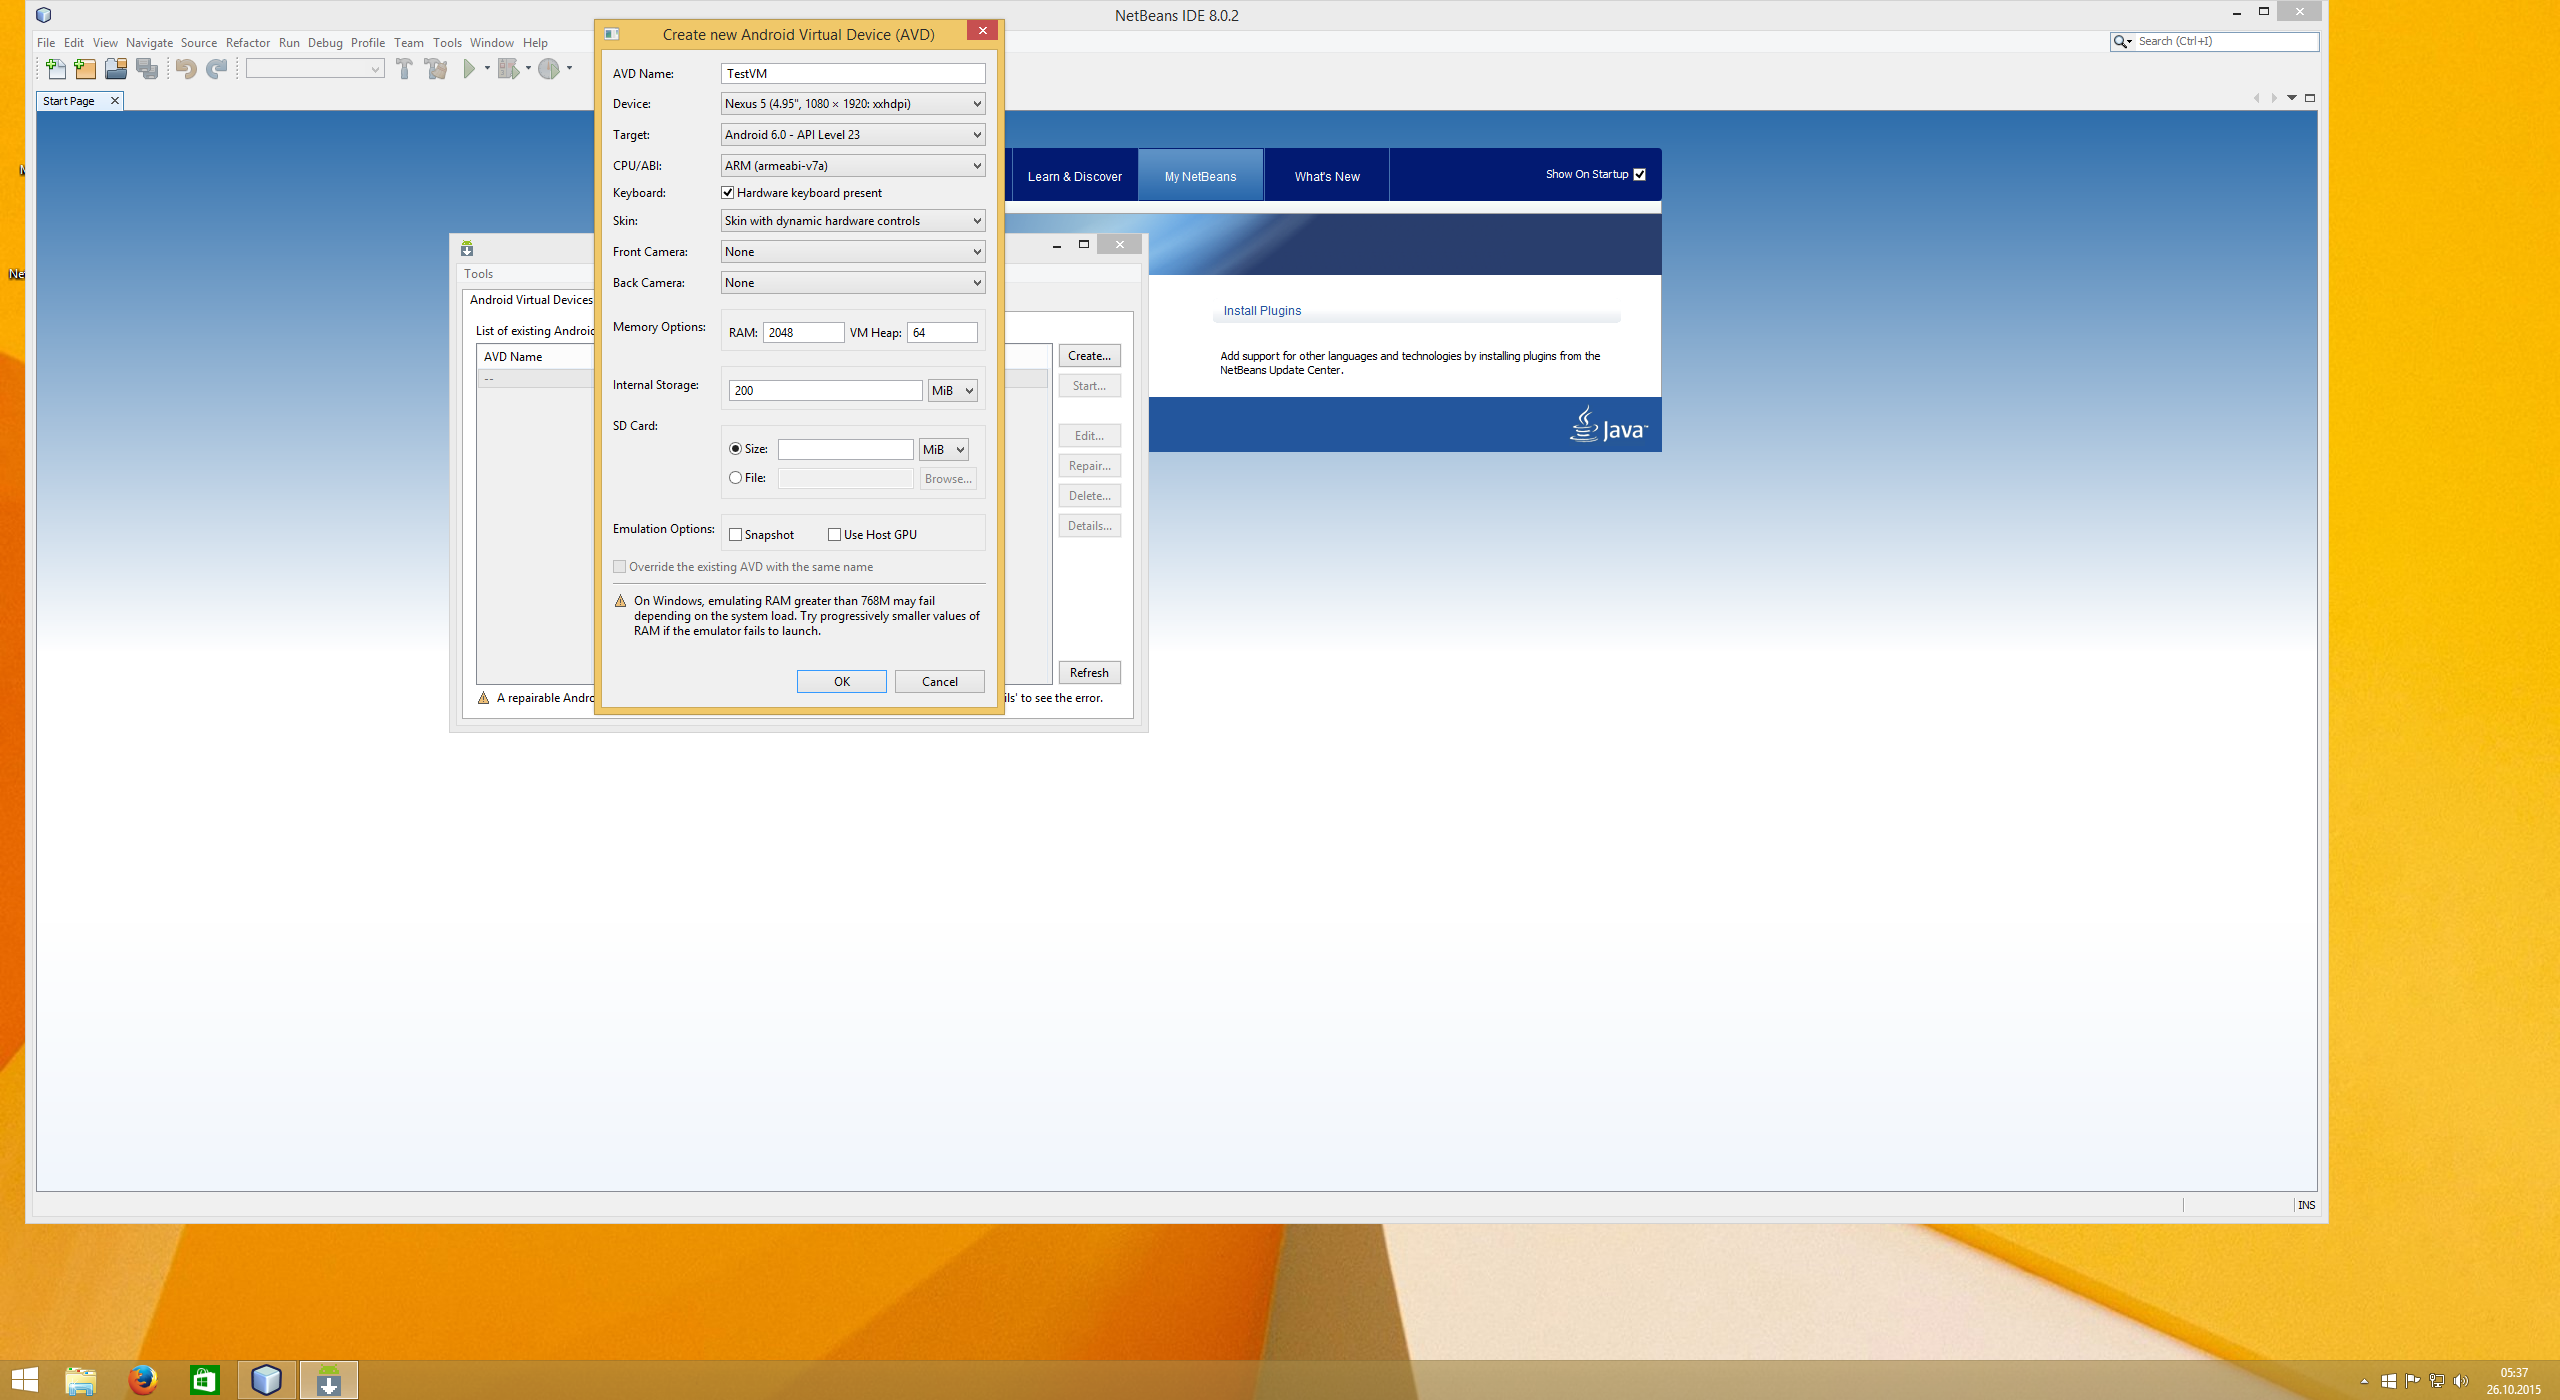 NetBeans IDE 8.0.2
File Edit View Navigate Source Refactor Run Debug Profile Team Tools Window Help
Search (Ctrl+I)
Start Page
Learn & Discover
My NetBeans
What's New
Show On Startup
Install Plugins
Add support for other languages and technologies by installing plugins from the
NetBeans Update Center.
Java
INS
Tools
Android Virtual Devices
List of existing Android
AVD Name
--
Create...
Start...
Edit...
Repair...
Delete...
Details...
Refresh
A repairable Andro
ils' to see the error.
Create new Android Virtual Device (AVD)
AVD Name: TestVM
Device: Nexus 5 (4.95", 1080 × 1920: xxhdpi)
Target: Android 6.0 - API Level 23
CPU/ABI: ARM (armeabi-v7a)
Keyboard: Hardware keyboard present
Skin: Skin with dynamic hardware controls
Front Camera: None
Back Camera: None
Memory Options: RAM: 2048 VM Heap: 64
Internal Storage: 200 MiB
SD Card:
Size: MiB
File: Browse...
Emulation Options: Snapshot Use Host GPU
Override the existing AVD with the same name
On Windows, emulating RAM greater than 768M may fail
depending on the system load. Try progressively smaller values of
RAM if the emulator fails to launch.
OK Cancel
Ne
05:37
26.10.2015